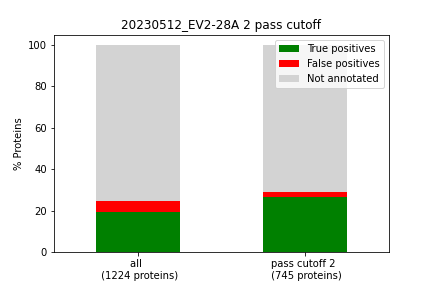 20230512_EV2-28A 2 pass cutoff
True positives
False positives
Not annotated
% Proteins
100
80
60
40
20
0
all
(1224 proteins)
pass cutoff 2
(745 proteins)